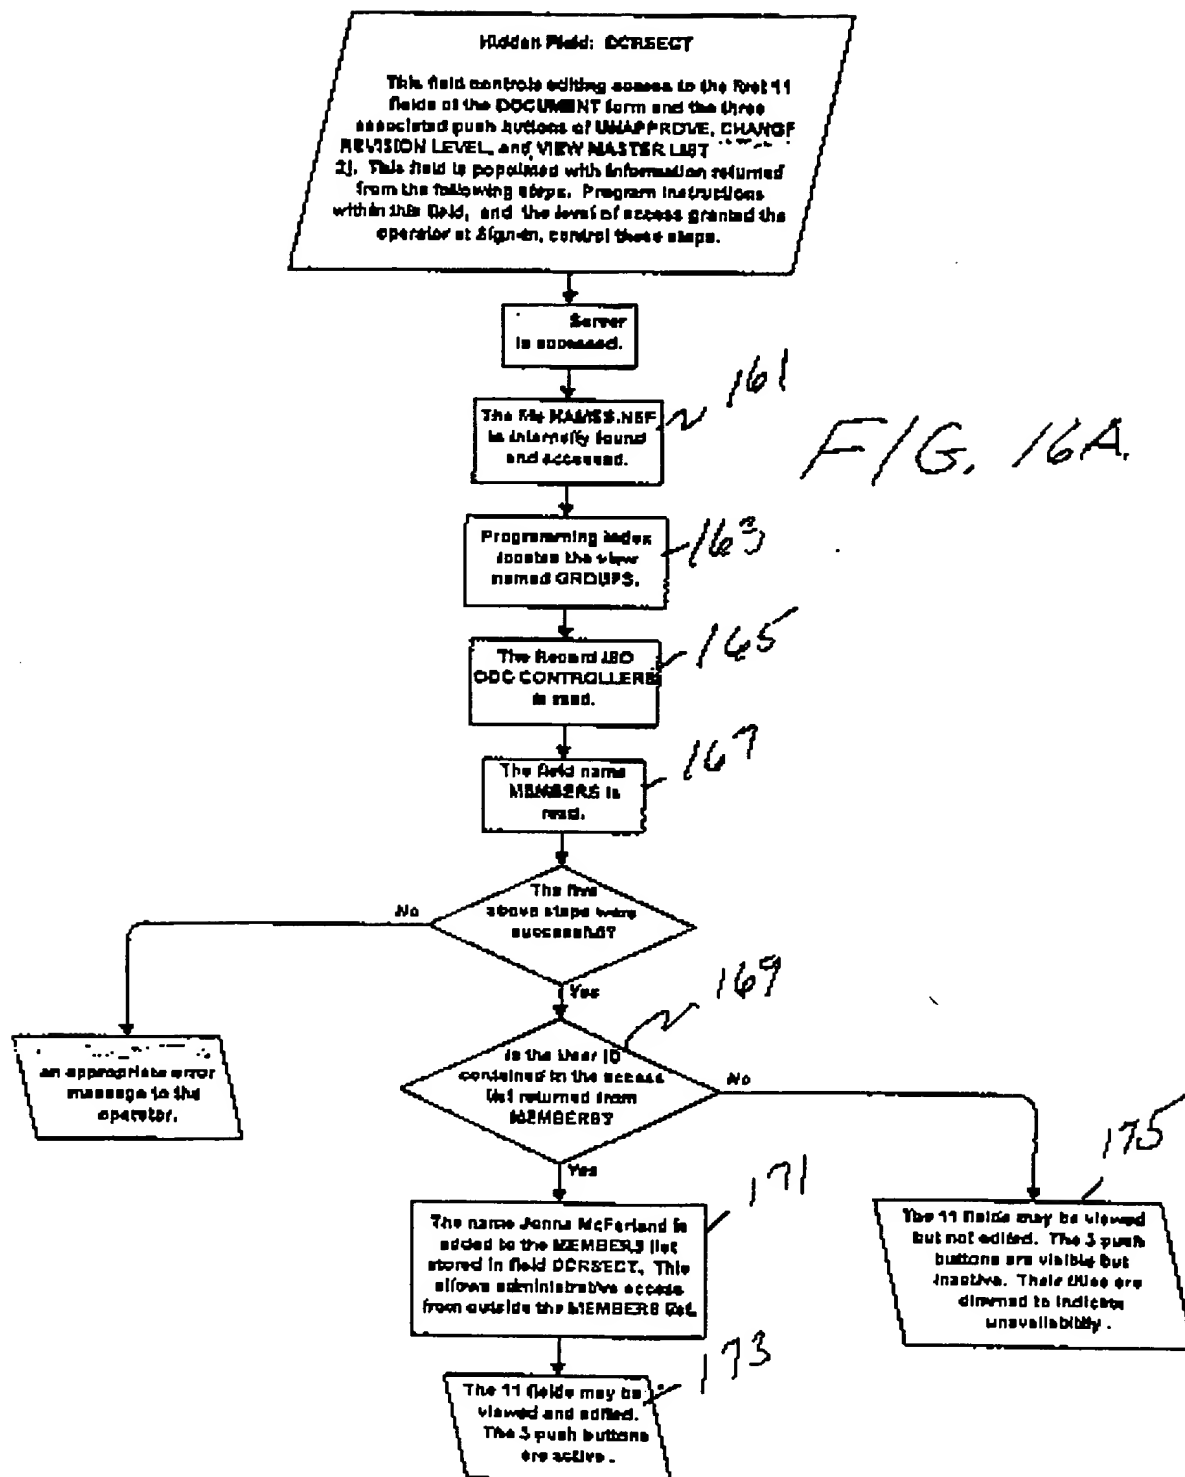 Hidden Field: DCRSECT
This field controls editing access to the first 11
fields of the DOCUMENT form and the three
associated push buttons of UNAPPROVE, CHANGE
REVISION LEVEL, and VIEW MASTER LIST
2). This field is populated with information returned
from the following steps. Program instructions
within this field, and the level of access granted the
operator at Sign-on, control these steps.
Server
is accessed.
161
The file NAMES.NSF
is internally found
and accessed.
FIG. 16A.
163
Programming index
locates the view
named GROUPS.
165
The Record
CONTROLLERS
is read.
167
The field name
MEMBERS is
read.
The five
above steps were
successful?
No
Yes
169
an appropriate error
message to the
operator.
Is the User ID
contained in the access
list returned from
MEMBERS?
No
Yes
171
175
The name Jonna McFarland is
added to the MEMBERS list
stored in field DCRSECT. This
allows administrative access
from outside the MEMBERS list.
The 11 fields may be viewed
but not edited. The 3 push
buttons are visible but
inactive. Their titles are
dimmed to indicate
unavailability.
173
The 11 fields may be
viewed and edited.
The 3 push buttons
are active.